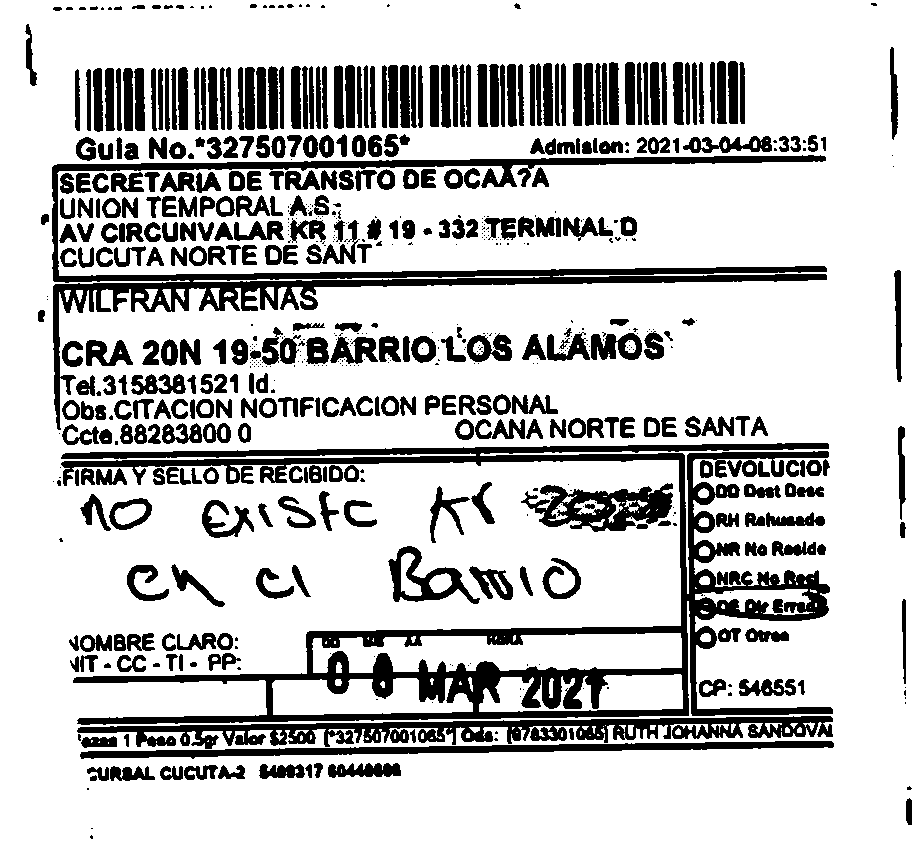 Guia No.*327507001065*
Admision: 2021-03-04-08:33:51
SECRETARIA DE TRANSITO DE OCAÃ?A
UNION TEMPORAL A.S.
AV CIRCUNVALAR KR 11 # 19 - 332 TERMINAL D
CUCUTA NORTE DE SANT
WILFRAN ARENAS
CRA 20N 19-50 BARRIO LOS ALAMOS
Tel.3158381521 Id.
Obs.CITACION NOTIFICACION PERSONAL
Ccte.88283800 0 OCANA NORTE DE SANTA
FIRMA Y SELLO DE RECIBIDO:
no existe kr
en el Barrio
DEVOLUCION
DD Dest Desc
RH Rehusado
NR No Reside
NRC No Recl
DE Dir Errada
OT Otros
NOMBRE CLARO:
NIT - CC - TI - PP:
DD MM AA HORA
08 MAR 2021
CP: 546551
1 Peso 0.5gr Valor $2500 [*327507001065*] Ods: [9783301065] RUTH JOHANNA SANDOVAL
CURSAL CUCUTA-2